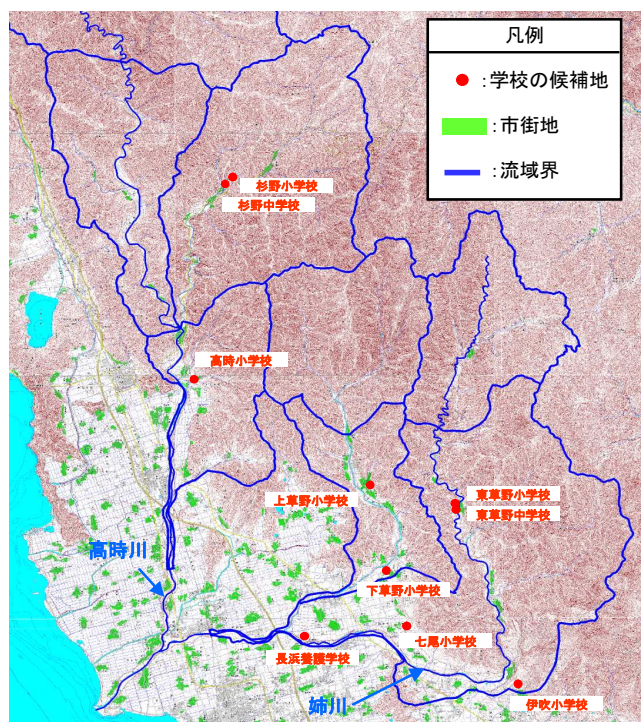 凡例
:学校の候補地
:市街地
:流域界
杉野小学校
杉野中学校
高時小学校
上草野小学校
東草野小学校
東草野中学校
高時川
下草野小学校
七尾小学校
長浜養護学校
姉川
伊吹小学校